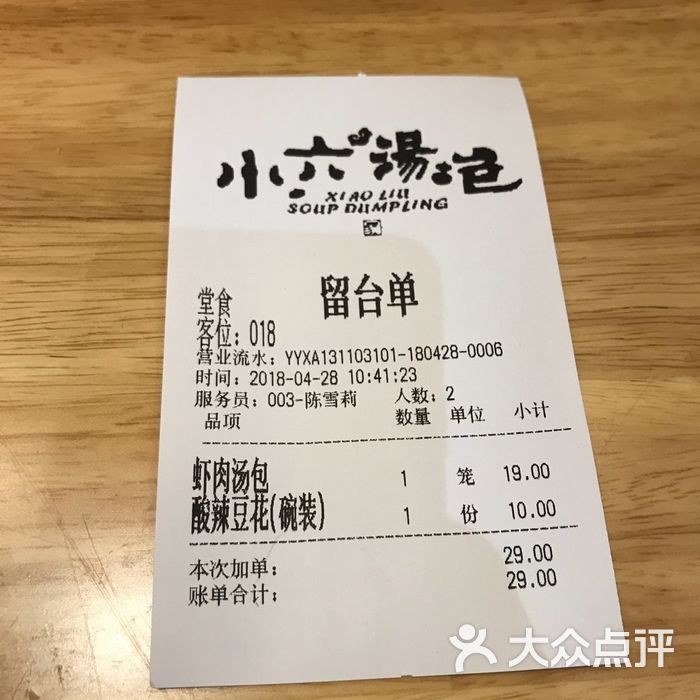 小六汤包
XIAO LIU
SOUP DUMPLING
留台单
堂食
客位：018
营业流水：YYXA131103101-180428-0006
时间：2018-04-28 10:41:23
服务员：003-陈雪莉 人数：2
品项 数量 单位 小计
虾肉汤包 1 笼 19.00
酸辣豆花(碗装) 1 份 10.00
本次加单： 29.00
账单合计： 29.00
大众点评